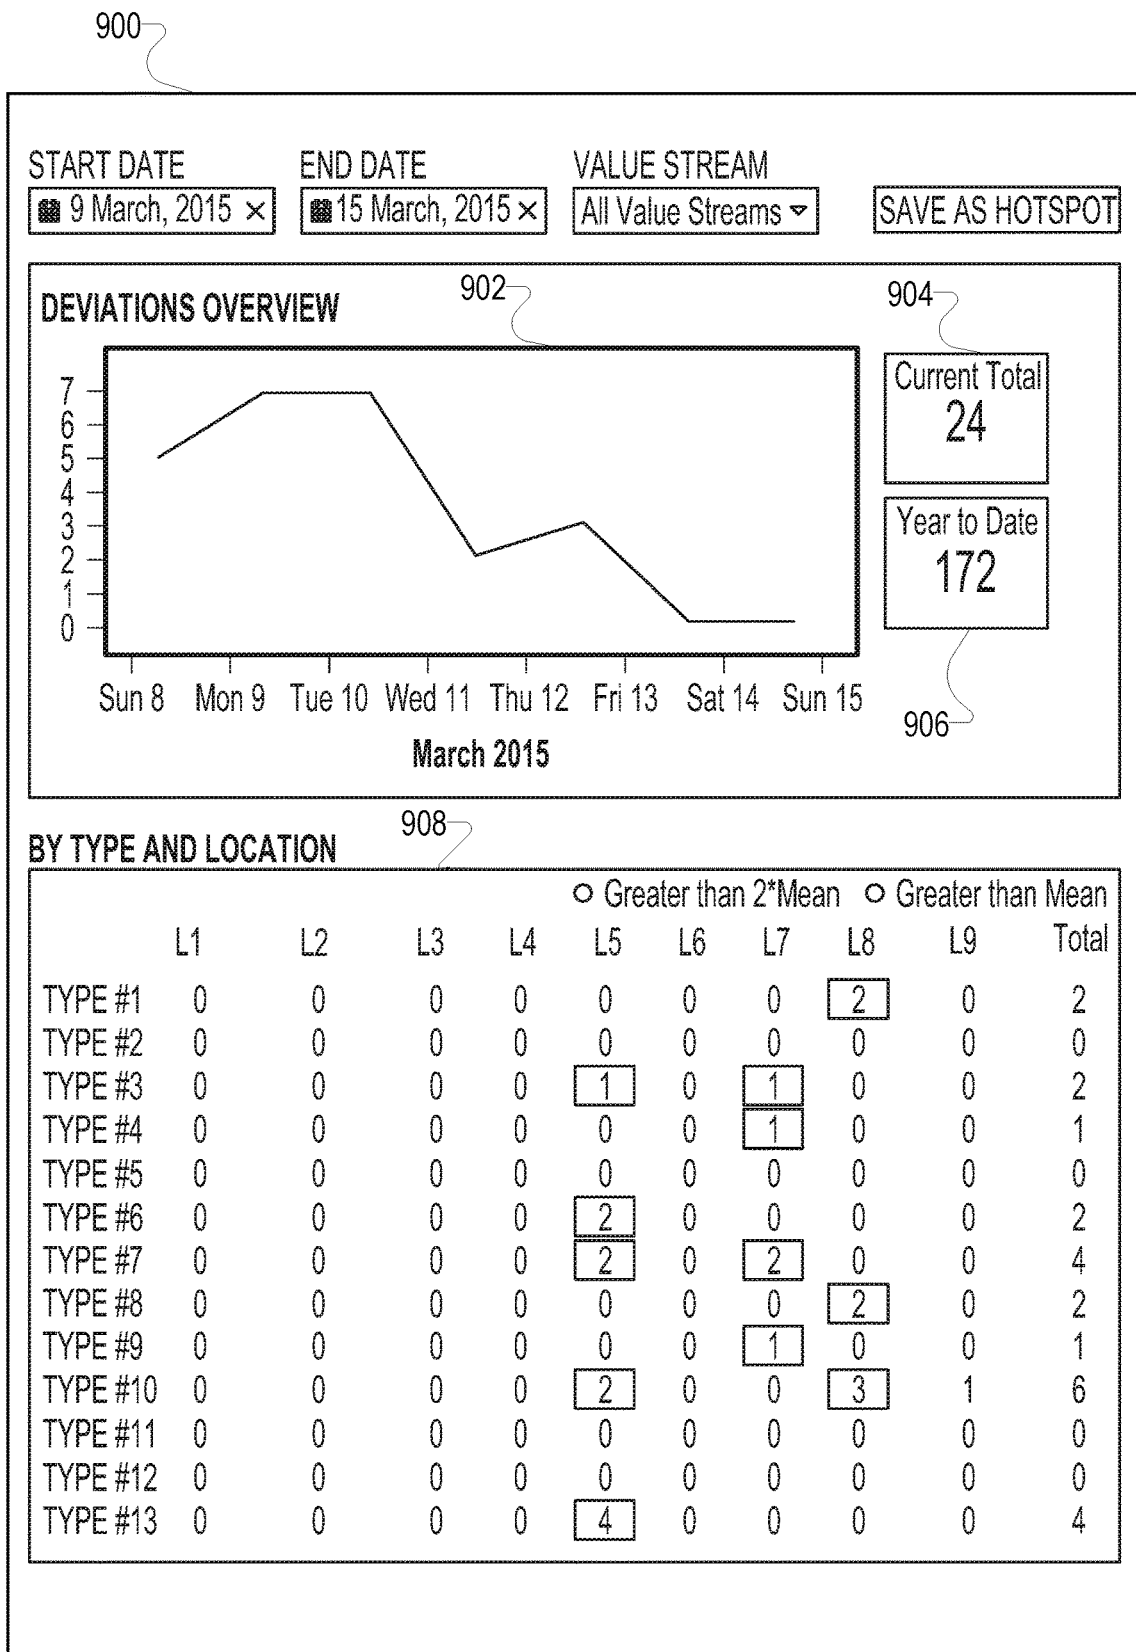 900
START DATE END DATE VALUE STREAM
9 March, 2015 × 15 March, 2015 × All Value Streams SAVE AS HOTSPOT
DEVIATIONS OVERVIEW 902 904
7
6
5
4
3
2
1
0
Sun 8 Mon 9 Tue 10 Wed 11 Thu 12 Fri 13 Sat 14 Sun 15
March 2015
Current Total
24
Year to Date
172
906
BY TYPE AND LOCATION 908
Greater than 2*Mean Greater than Mean
L1 L2 L3 L4 L5 L6 L7 L8 L9 Total
TYPE #1 0 0 0 0 0 0 0 2 0 2
TYPE #2 0 0 0 0 0 0 0 0 0 0
TYPE #3 0 0 0 0 1 0 1 0 0 2
TYPE #4 0 0 0 0 0 0 1 0 0 1
TYPE #5 0 0 0 0 0 0 0 0 0 0
TYPE #6 0 0 0 0 2 0 0 0 0 2
TYPE #7 0 0 0 0 2 0 2 0 0 4
TYPE #8 0 0 0 0 0 0 0 2 0 2
TYPE #9 0 0 0 0 0 0 1 0 0 1
TYPE #10 0 0 0 0 2 0 0 3 1 6
TYPE #11 0 0 0 0 0 0 0 0 0 0
TYPE #12 0 0 0 0 0 0 0 0 0 0
TYPE #13 0 0 0 0 4 0 0 0 0 4